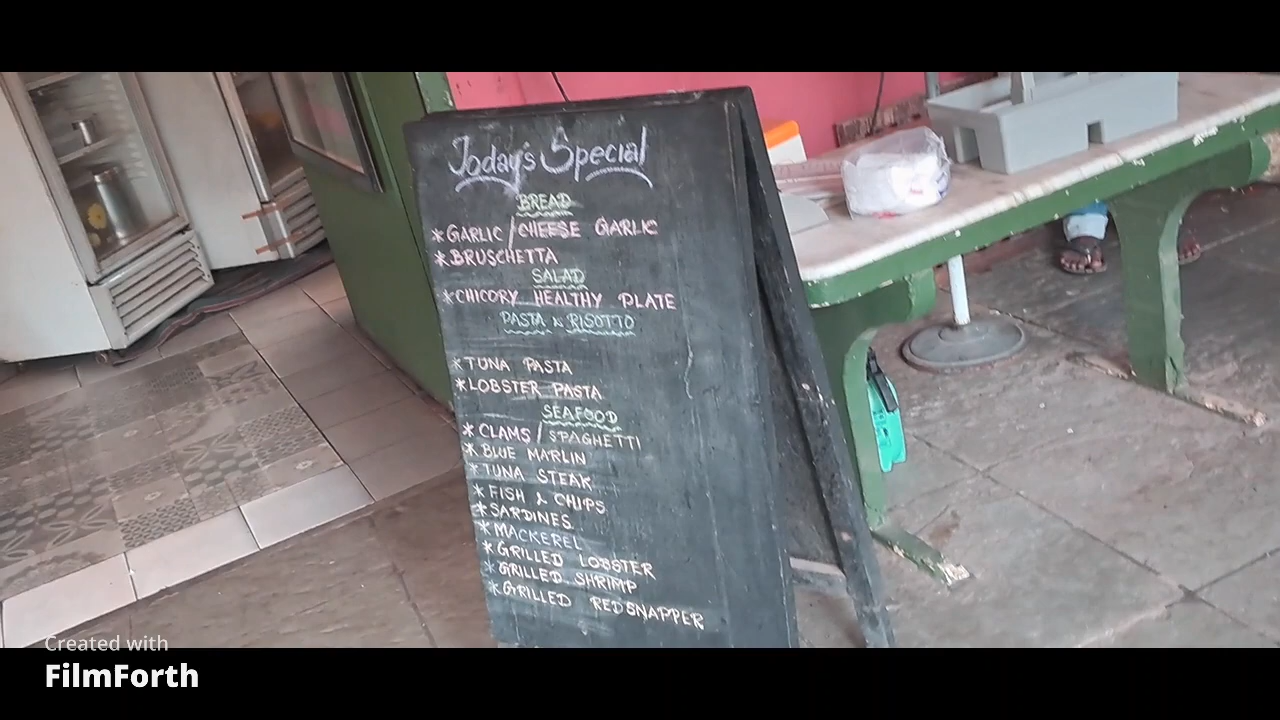 Today's Special
BREAD
* GARLIC / CHEESE GARLIC
* BRUSCHETTA
SALAD
* CHICORY HEALTHY PLATE
PASTA & RISOTTO
* TUNA PASTA
* LOBSTER PASTA
SEAFOOD
* CLAMS / SPAGHETTI
* BLUE MARLIN
* TUNA STEAK
* FISH & CHIPS
* SARDINES
* MACKEREL
* GRILLED LOBSTER
* GRILLED SHRIMP
* GRILLED REDSNAPPER
Created with
FilmForth